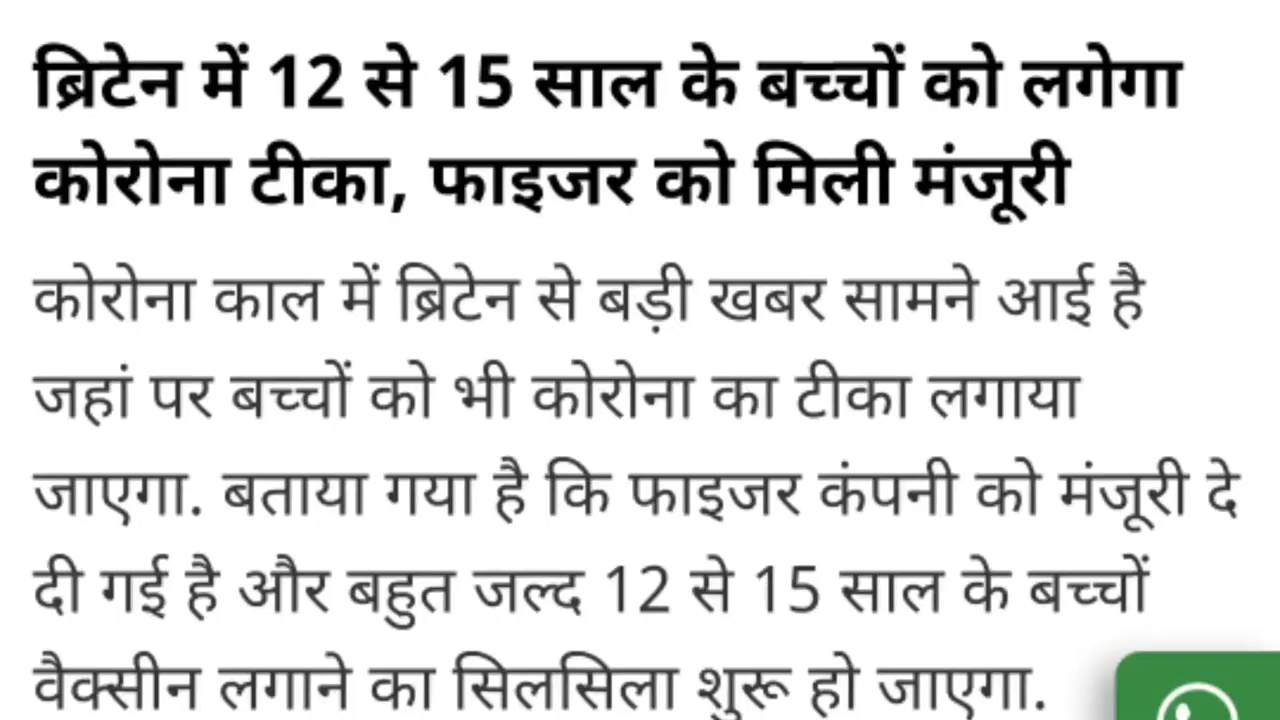 ब्रिटेन में 12 से 15 साल के बच्चों को लगेगा
कोरोना टीका, फाइजर को मिली मंजूरी
कोरोना काल में ब्रिटेन से बड़ी खबर सामने आई है
जहां पर बच्चों को भी कोरोना का टीका लगाया
जाएगा. बताया गया है कि फाइजर कंपनी को मंजूरी दे
दी गई है और बहुत जल्द 12 से 15 साल के बच्चों
वैक्सीन लगाने का सिलसिला शुरू हो जाएगा.